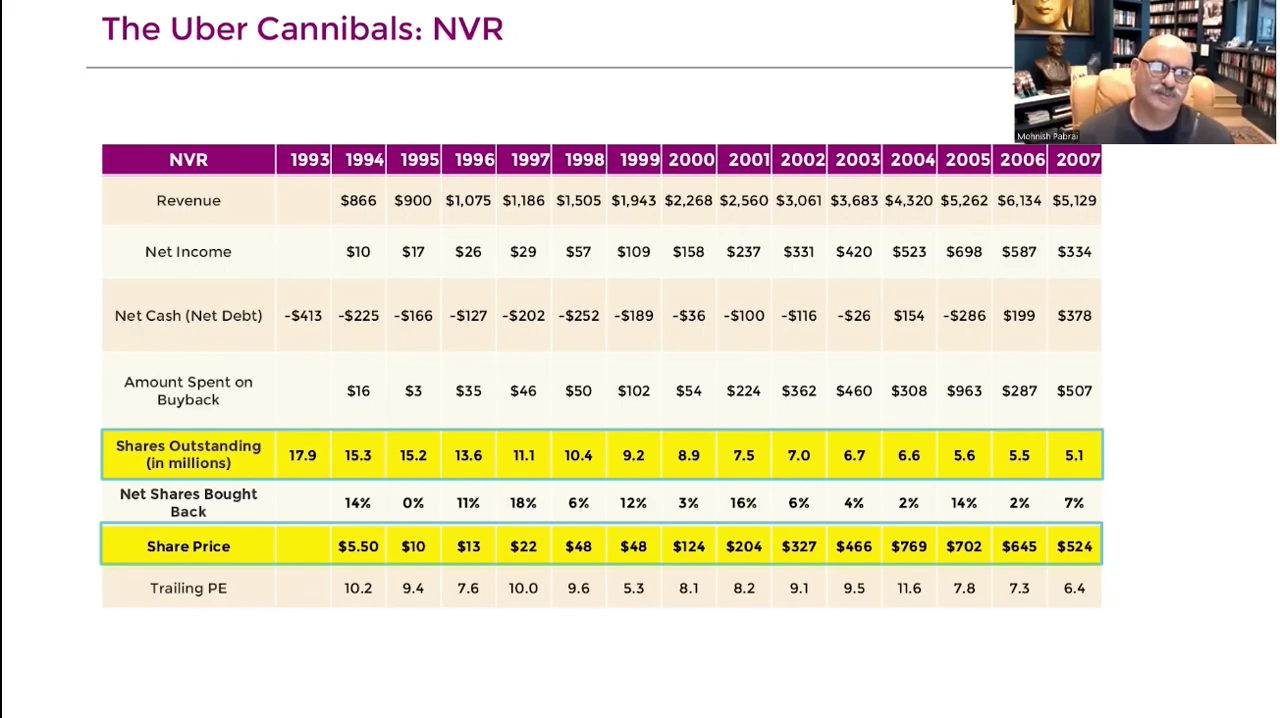 The Uber Cannibals: NVR
Mohnish Pabrai
NVR 1993 1994 1995 1996 1997 1998 1999 2000 2001 2002 2003 2004 2005 2006 2007
Revenue $866 $900 $1,075 $1,186 $1,505 $1,943 $2,268 $2,560 $3,061 $3,683 $4,320 $5,262 $6,134 $5,129
Net Income $10 $17 $26 $29 $57 $109 $158 $237 $331 $420 $523 $698 $587 $334
Net Cash (Net Debt) -$413 -$225 -$166 -$127 -$202 -$252 -$189 -$36 -$100 -$116 -$26 $154 -$286 $199 $378
Amount Spent on
Buyback $16 $3 $35 $46 $50 $102 $54 $224 $362 $460 $308 $963 $287 $507
Shares Outstanding
(in millions) 17.9 15.3 15.2 13.6 11.1 10.4 9.2 8.9 7.5 7.0 6.7 6.6 5.6 5.5 5.1
Net Shares Bought
Back 14% 0% 11% 18% 6% 12% 3% 16% 6% 4% 2% 14% 2% 7%
Share Price $5.50 $10 $13 $22 $48 $48 $124 $204 $327 $466 $769 $702 $645 $524
Trailing PE 10.2 9.4 7.6 10.0 9.6 5.3 8.1 8.2 9.1 9.5 11.6 7.8 7.3 6.4